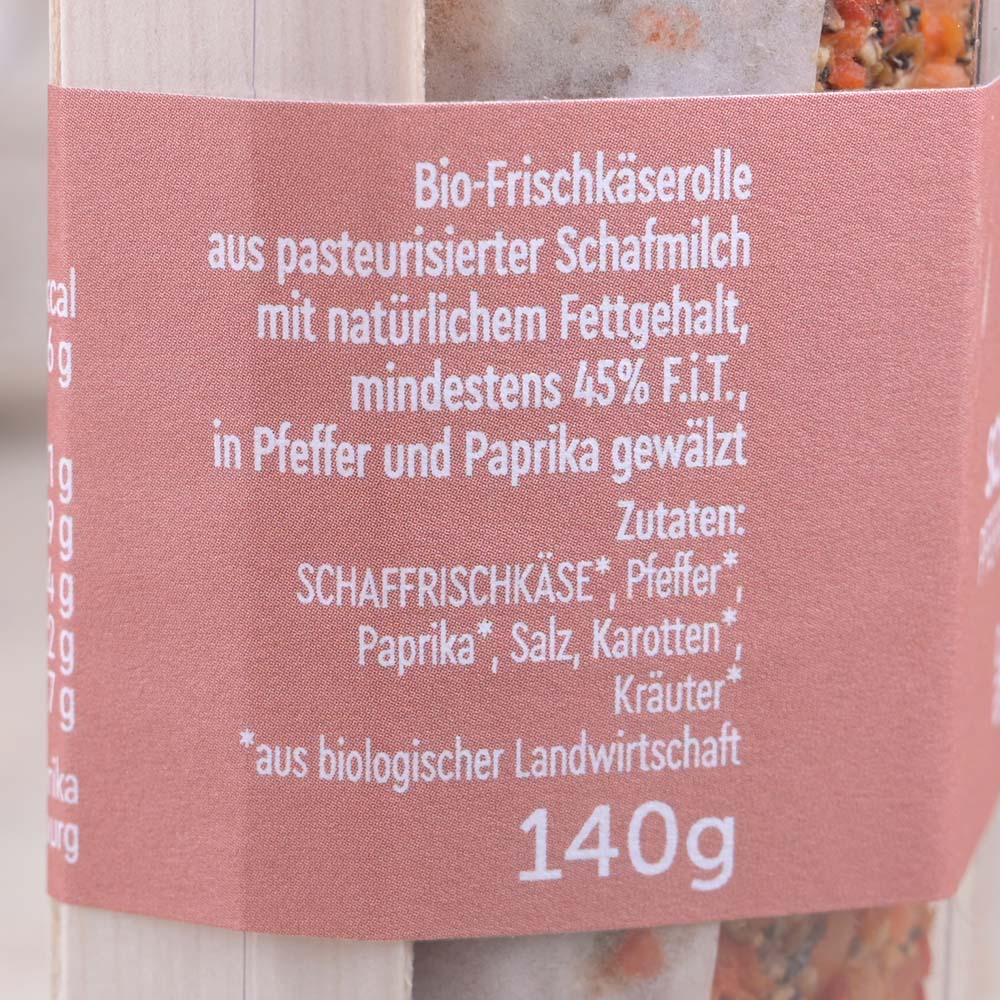 Bio-Frischkäserolle
aus pasteurisierter Schafmilch
mit natürlichem Fettgehalt,
mindestens 45% F.i.T.,
in Pfeffer und Paprika gewälzt
Zutaten:
SCHAFFRISCHKÄSE*, Pfeffer*,
Paprika*, Salz, Karotten*,
Kräuter*
*aus biologischer Landwirtschaft
140g